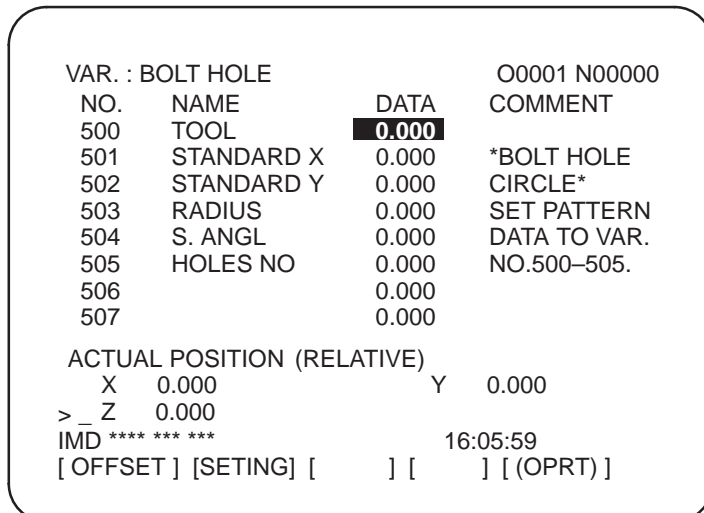 VAR. : BOLT HOLE O0001 N00000
NO. NAME DATA COMMENT
500 TOOL 0.000
501 STANDARD X 0.000 *BOLT HOLE
502 STANDARD Y 0.000 CIRCLE*
503 RADIUS 0.000 SET PATTERN
504 S. ANGL 0.000 DATA TO VAR.
505 HOLES NO 0.000 NO.500–505.
506 0.000
507 0.000
ACTUAL POSITION (RELATIVE)
X 0.000 Y 0.000
> _ Z 0.000
IMD **** *** *** 16:05:59
[ OFFSET ] [SETING] [ ] [ ] [ (OPRT) ]